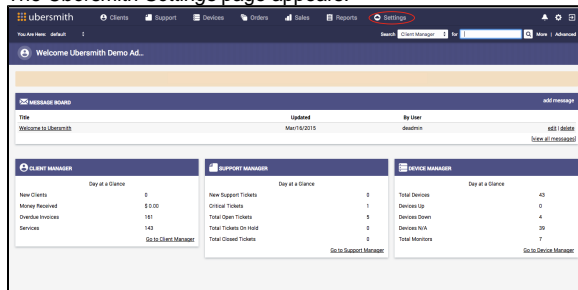 The Ubersmith Settings page appears.
ubersmith Clients Support Devices Orders Sales Reports Settings
You Are Here: default Search Client Manager for More | Advanced
Welcome Ubersmith Demo Ad...
MESSAGE BOARD add message
Title Updated By User
Welcome to Ubersmith Mar/16/2015 deadmin edit | delete
[view all messages]
CLIENT MANAGER SUPPORT MANAGER DEVICE MANAGER
Day at a Glance Day at a Glance Day at a Glance
New Clients 0 New Support Tickets 0 Total Devices 43
Money Received $ 0.00 Critical Tickets 1 Devices Up 0
Overdue Invoices 161 Total Open Tickets 5 Devices Down 4
Services 143 Total Tickets On Hold 0 Devices N/A 39
Go to Client Manager Total Closed Tickets 0 Total Monitors 7
Go to Support Manager Go to Device Manager